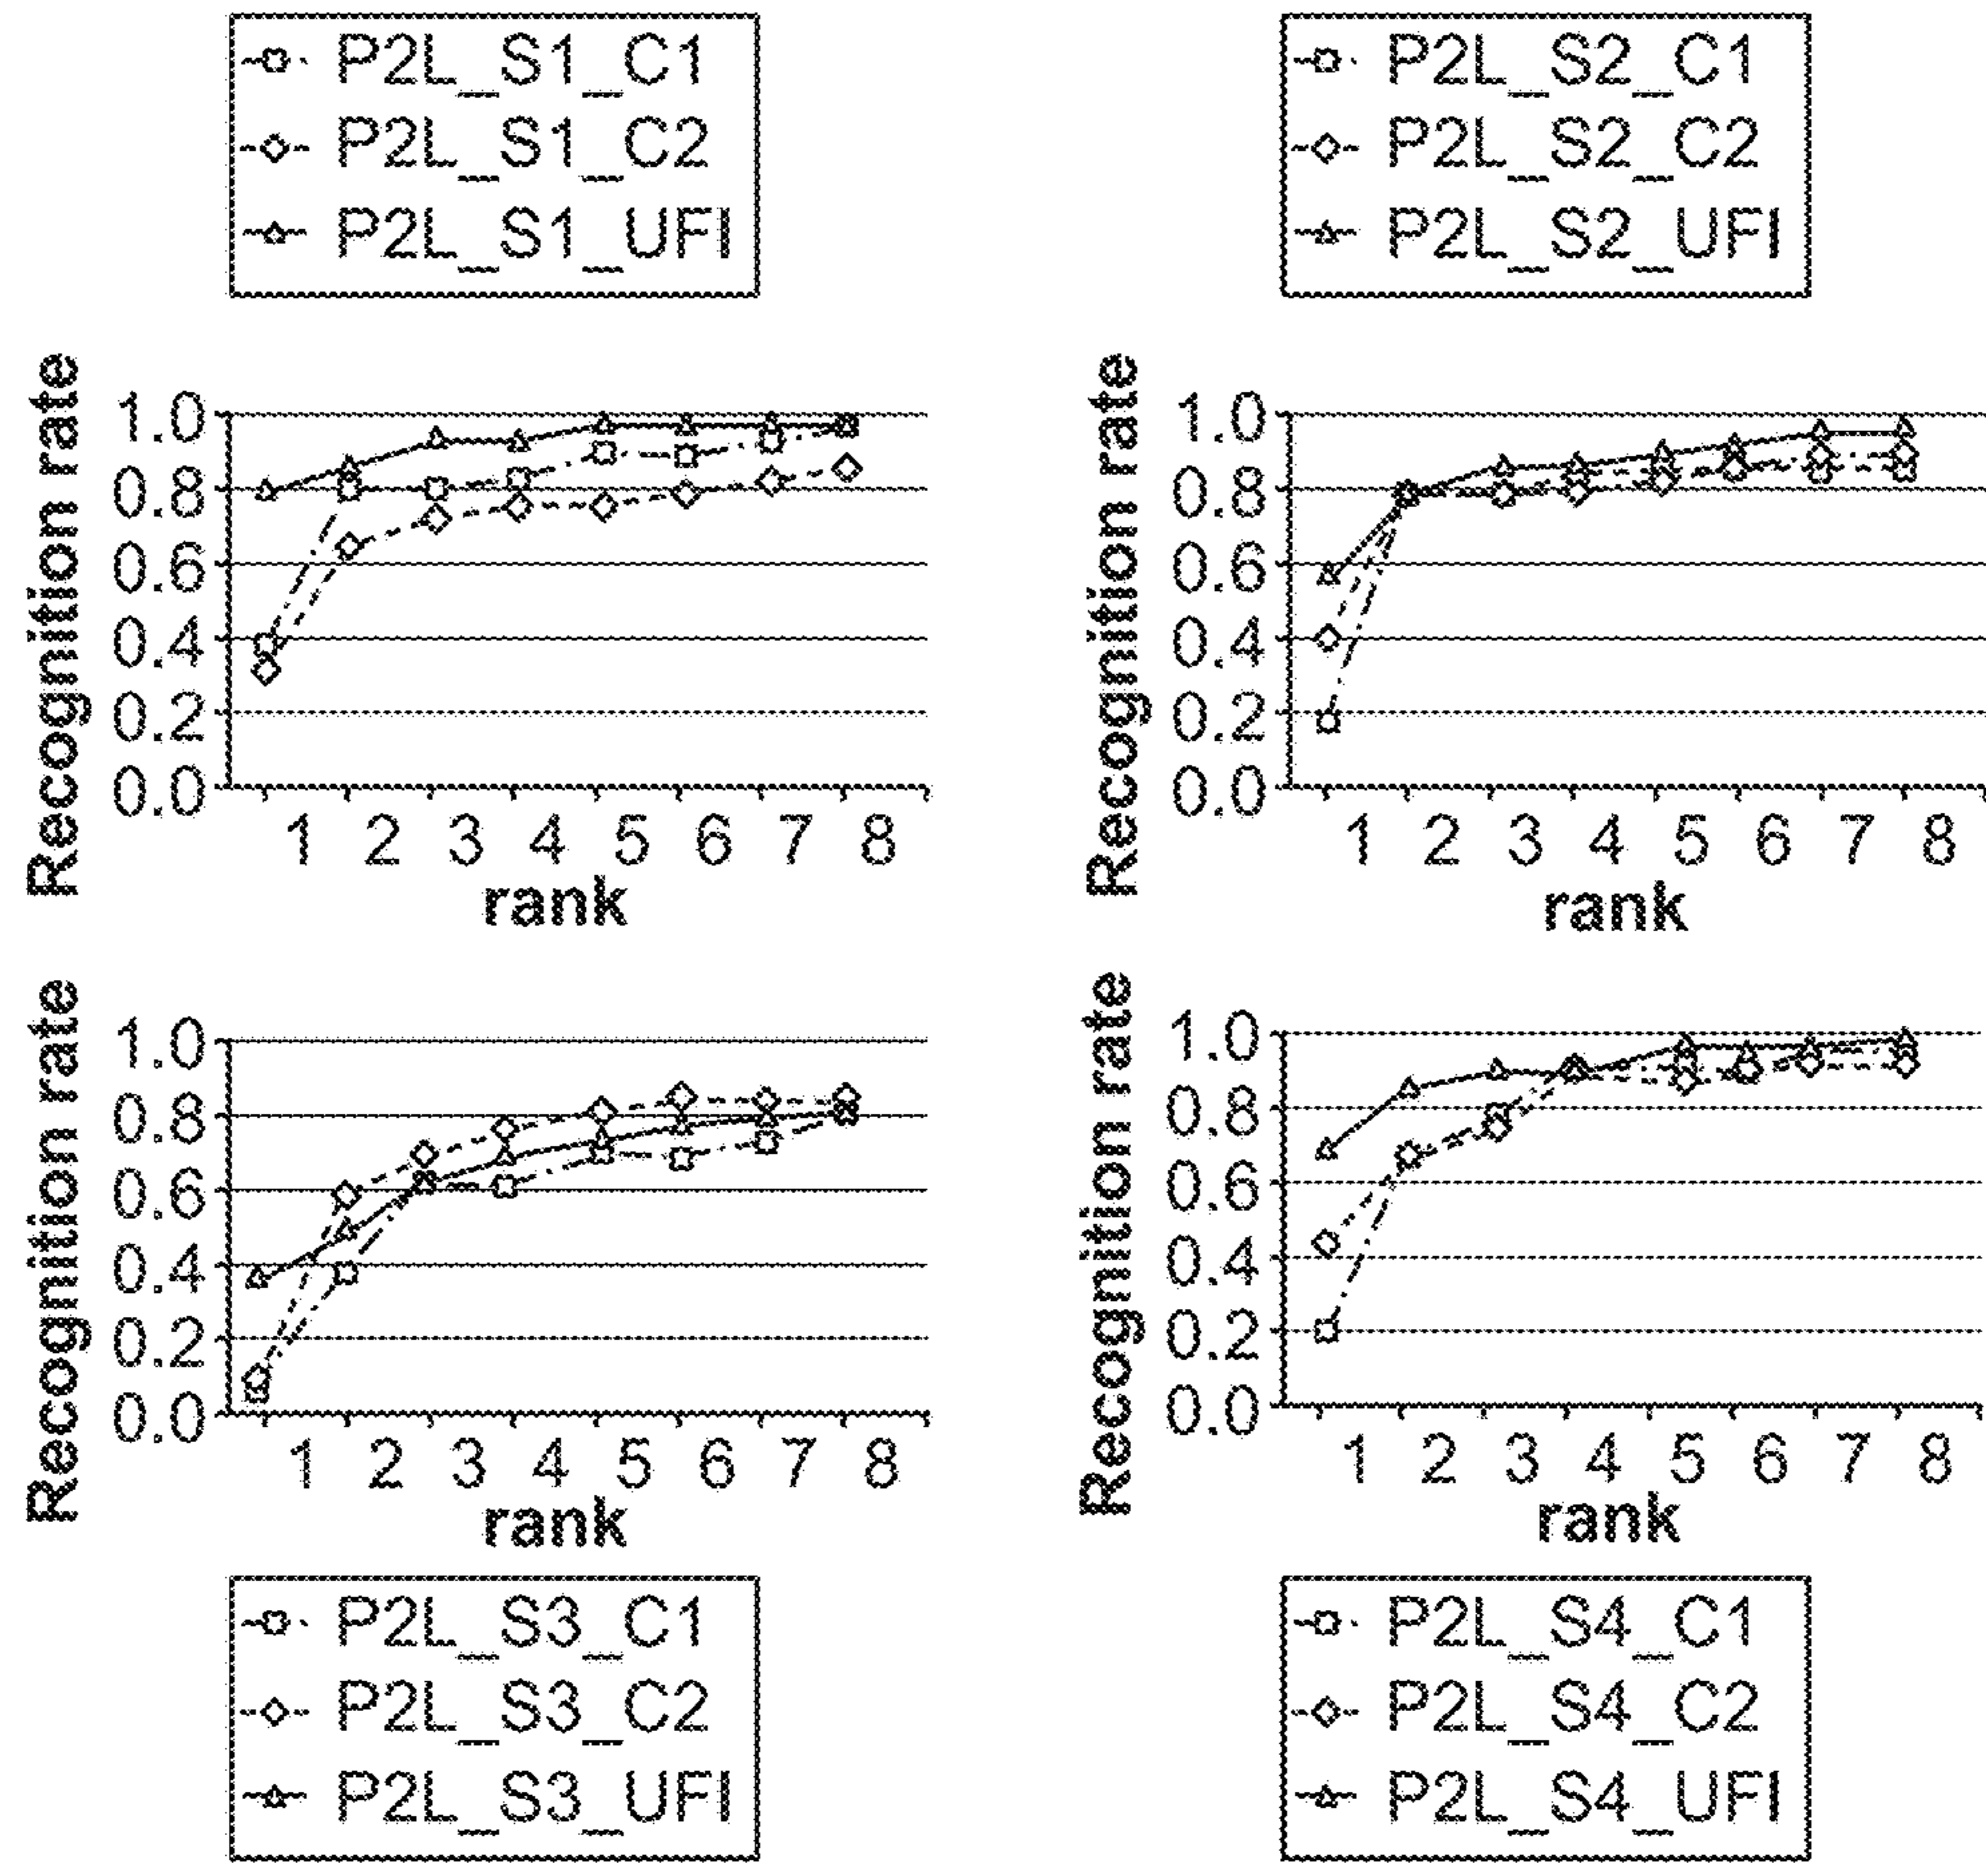 P2L_S1_C1
P2L_S1_C2
P2L_S1_UFI
P2L_S2_C1
P2L_S2_C2
P2L_S2_UFI
Recognition rate
1.0
0.8
0.6
0.4
0.2
0.0
1 2 3 4 5 6 7 8
rank
Recognition rate
1.0
0.8
0.6
0.4
0.2
0.0
1 2 3 4 5 6 7 8
rank
Recognition rate
1.0
0.8
0.6
0.4
0.2
0.0
1 2 3 4 5 6 7 8
rank
Recognition rate
1.0
0.8
0.6
0.4
0.2
0.0
1 2 3 4 5 6 7 8
rank
P2L_S3_C1
P2L_S3_C2
P2L_S3_UFI
P2L_S4_C1
P2L_S4_C2
P2L_S4_UFI